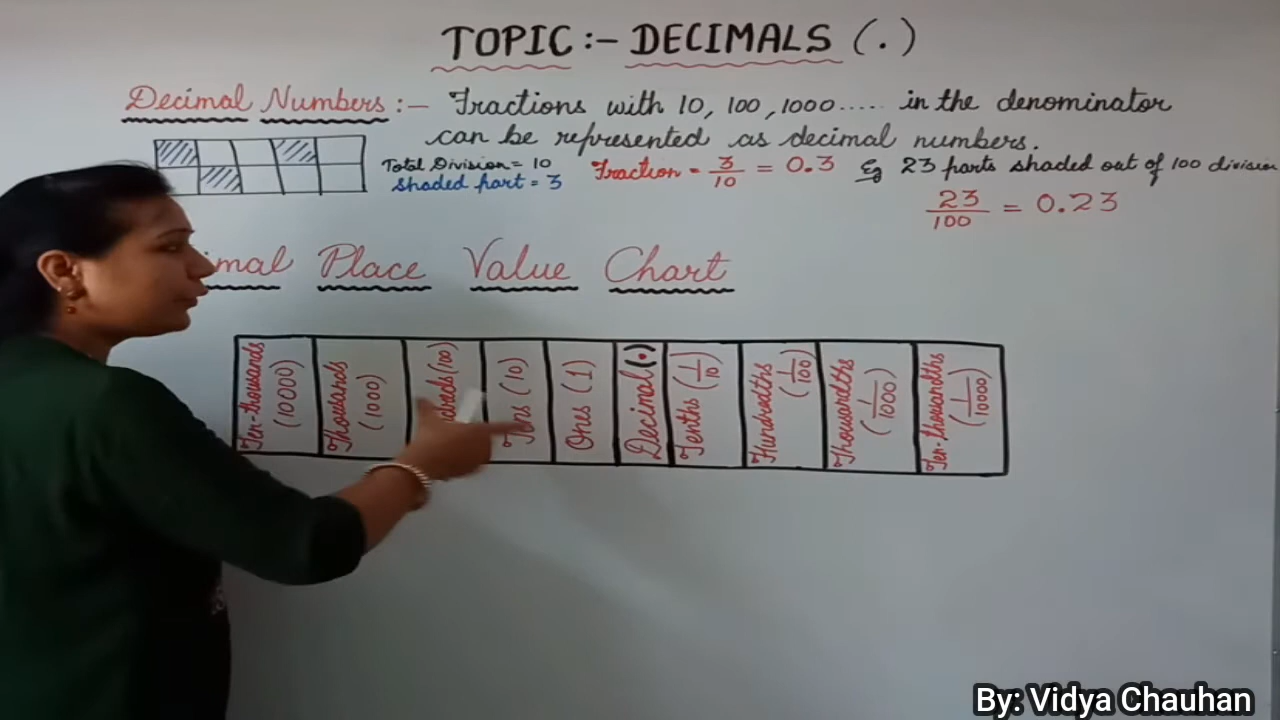 TOPIC:- DECIMALS (.)
Decimal Numbers :- Fractions with 10, 100, 1000..... in the denominator
can be represented as decimal numbers.
Total Division = 10
Shaded part = 3
Fraction = 3/10 = 0.3
Eg 23 parts shaded out of 100 division
23/100 = 0.23
Place Value Chart
Ten-thousands (10000)
Thousands (1000)
(100)
Tens (10)
Ones (1)
Decimal (.)
Tenths (1/10)
Hundredths (1/100)
Thousandths (1/1000)
Ten-thousandths (1/10000)
By: Vidya Chauhan